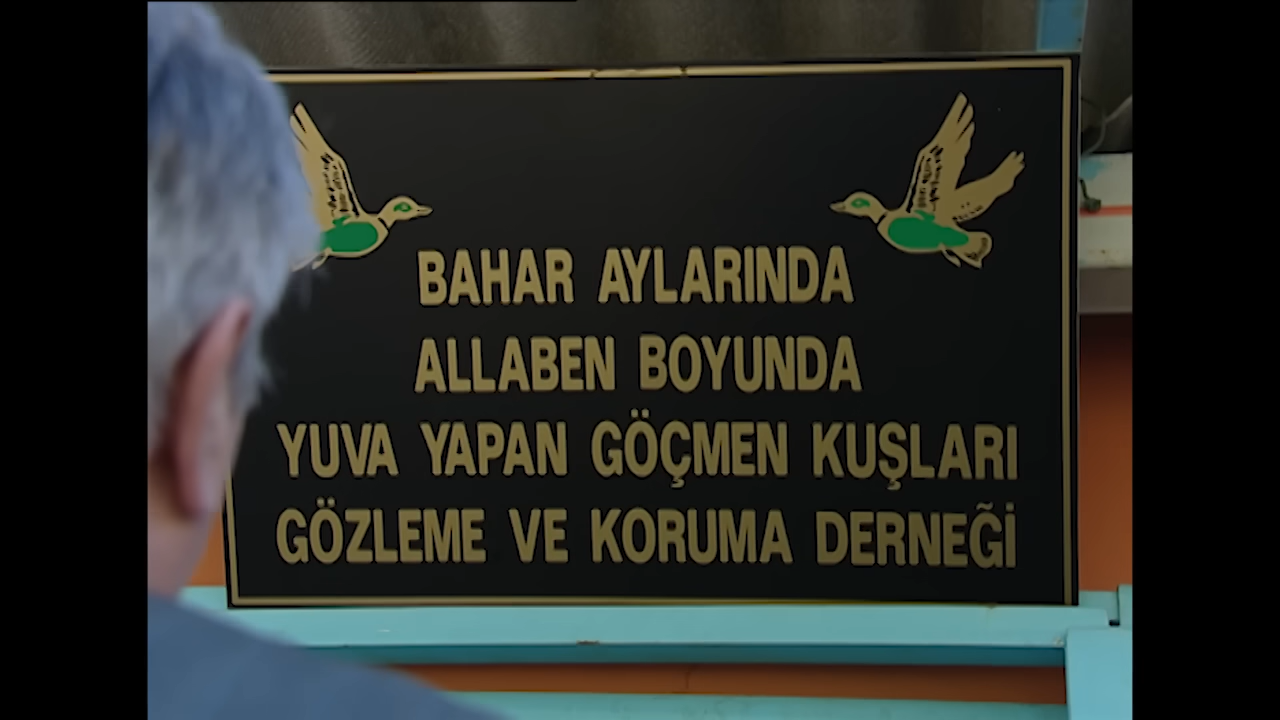 BAHAR AYLARINDA
ALLABEN BOYUNDA
YUVA YAPAN GÖÇMEN KUŞLARI
GÖZLEME VE KORUMA DERNEĞİ